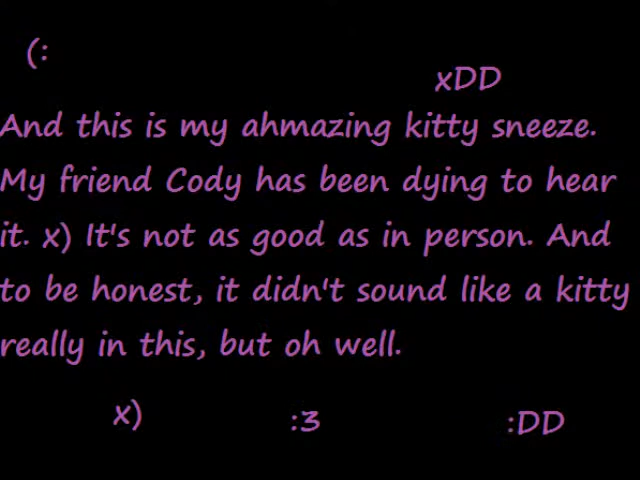 (:
xDD
And this is my ahmazing kitty sneeze.
My friend Cody has been dying to hear
it. x) It's not as good as in person. And
to be honest, it didn't sound like a kitty
really in this, but oh well.
x) :3 :DD